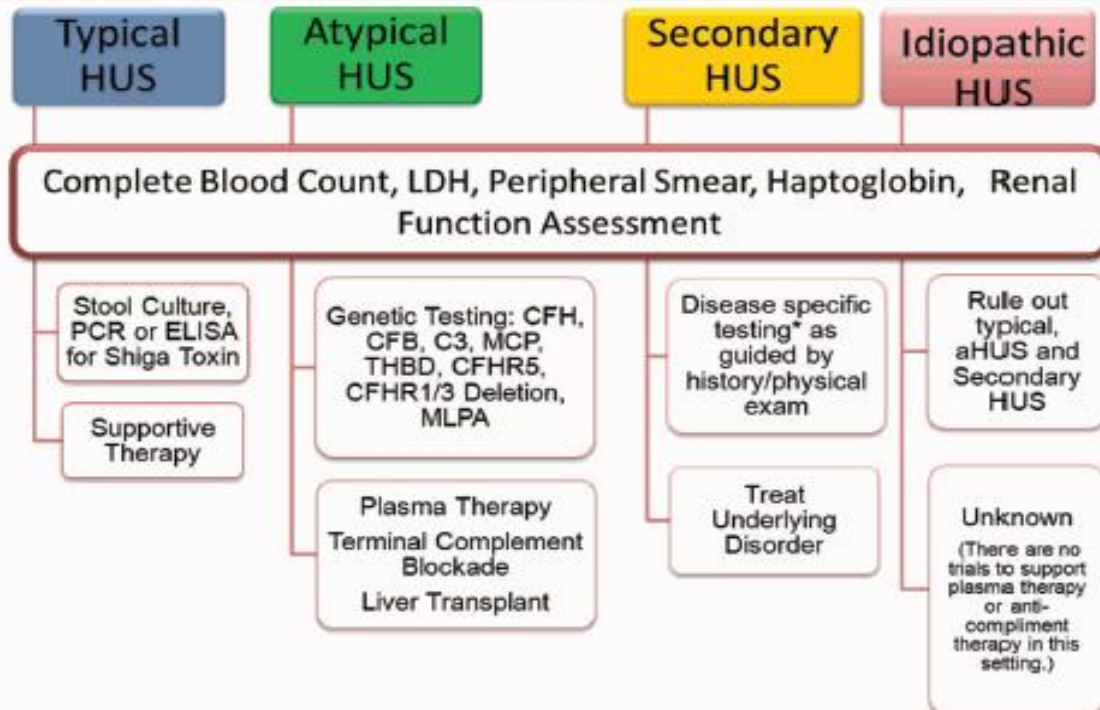 Typical
HUS
Atypical
HUS
Secondary
HUS
Idiopathic
HUS
Complete Blood Count, LDH, Peripheral Smear, Haptoglobin, Renal
Function Assessment
Stool Culture,
PCR or ELISA
for Shiga Toxin
Supportive
Therapy
Genetic Testing: CFH,
CFB, C3, MCP,
THBD, CFHR5,
CFHR1/3 Deletion,
MLPA
Plasma Therapy
Terminal Complement
Blockade
Liver Transplant
Disease specific
testing* as
guided by
history/physical
exam
Treat
Underlying
Disorder
Rule out
typical,
aHUS and
Secondary
HUS
Unknown
(There are no
trials to support
plasma therapy
or anti-
compliment
therapy in this
setting.)